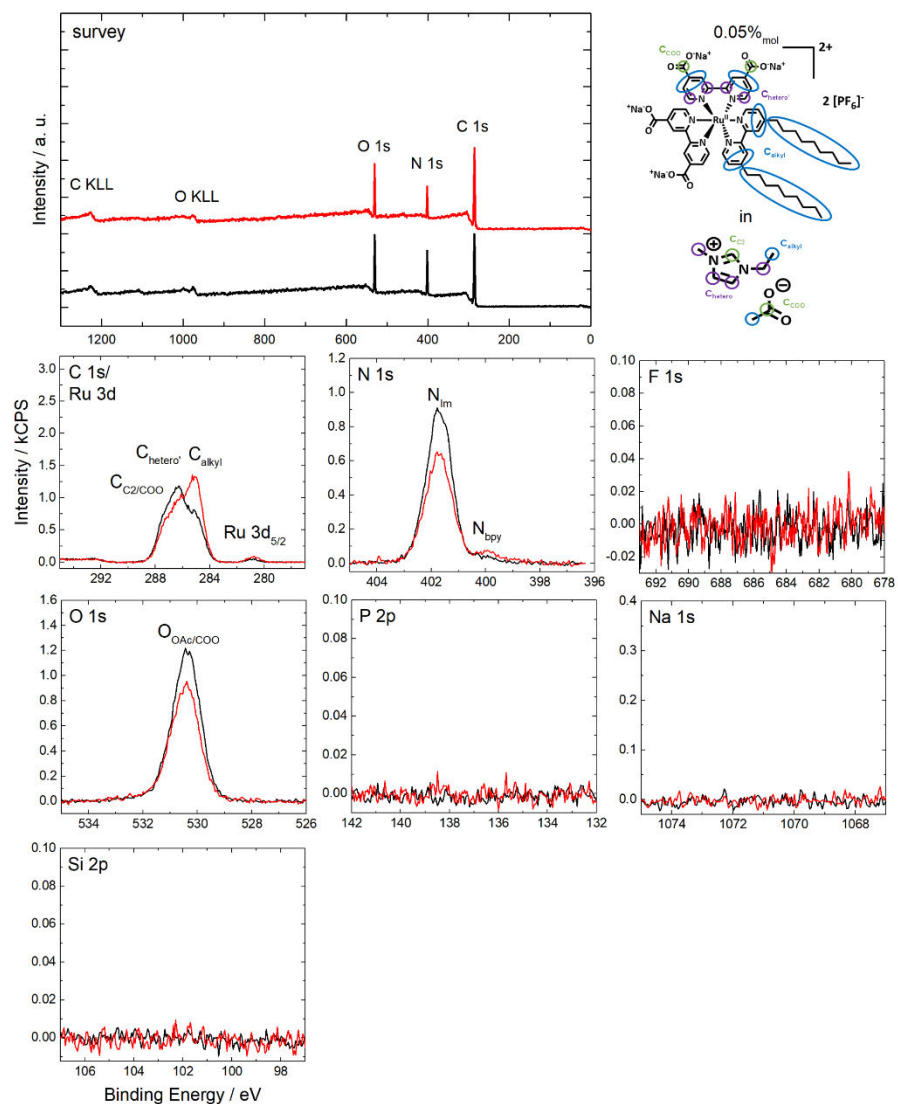 survey
Intensity / a. u.
C KLL
O KLL
O 1s
N 1s
C 1s
1200 1000 800 600 400 200 0
0.05%mol
2+
2 [PF6]-
CCOO
O-Na+
O-Na+
O
O
Chetero'
N
N
+Na-O
N
RuII
N
O
N
N
Calkyl
O
+Na-O
in
CC2
Calkyl
N
N
Chetero
O
CCOO
O
C 1s/
Ru 3d
Intensity / kCPS
3.0
2.5
2.0
1.5
1.0
0.5
0.0
Chetero'
Calkyl
CC2/COO
Ru 3d5/2
292 288 284 280
N 1s
1.2
1.0
0.8
0.6
0.4
0.2
0.0
NIm
Nbpy
404 402 400 398 396
F 1s
0.10
0.08
0.06
0.04
0.02
0.00
-0.02
692 690 688 686 684 682 680 678
O 1s
1.6
1.4
1.2
1.0
0.8
0.6
0.4
0.2
0.0
OOAc/COO
534 532 530 528 526
P 2p
0.10
0.08
0.06
0.04
0.02
0.00
142 140 138 136 134 132
Na 1s
0.4
0.3
0.2
0.1
0.0
1074 1072 1070 1068
Si 2p
0.10
0.08
0.06
0.04
0.02
0.00
106 104 102 100 98
Binding Energy / eV